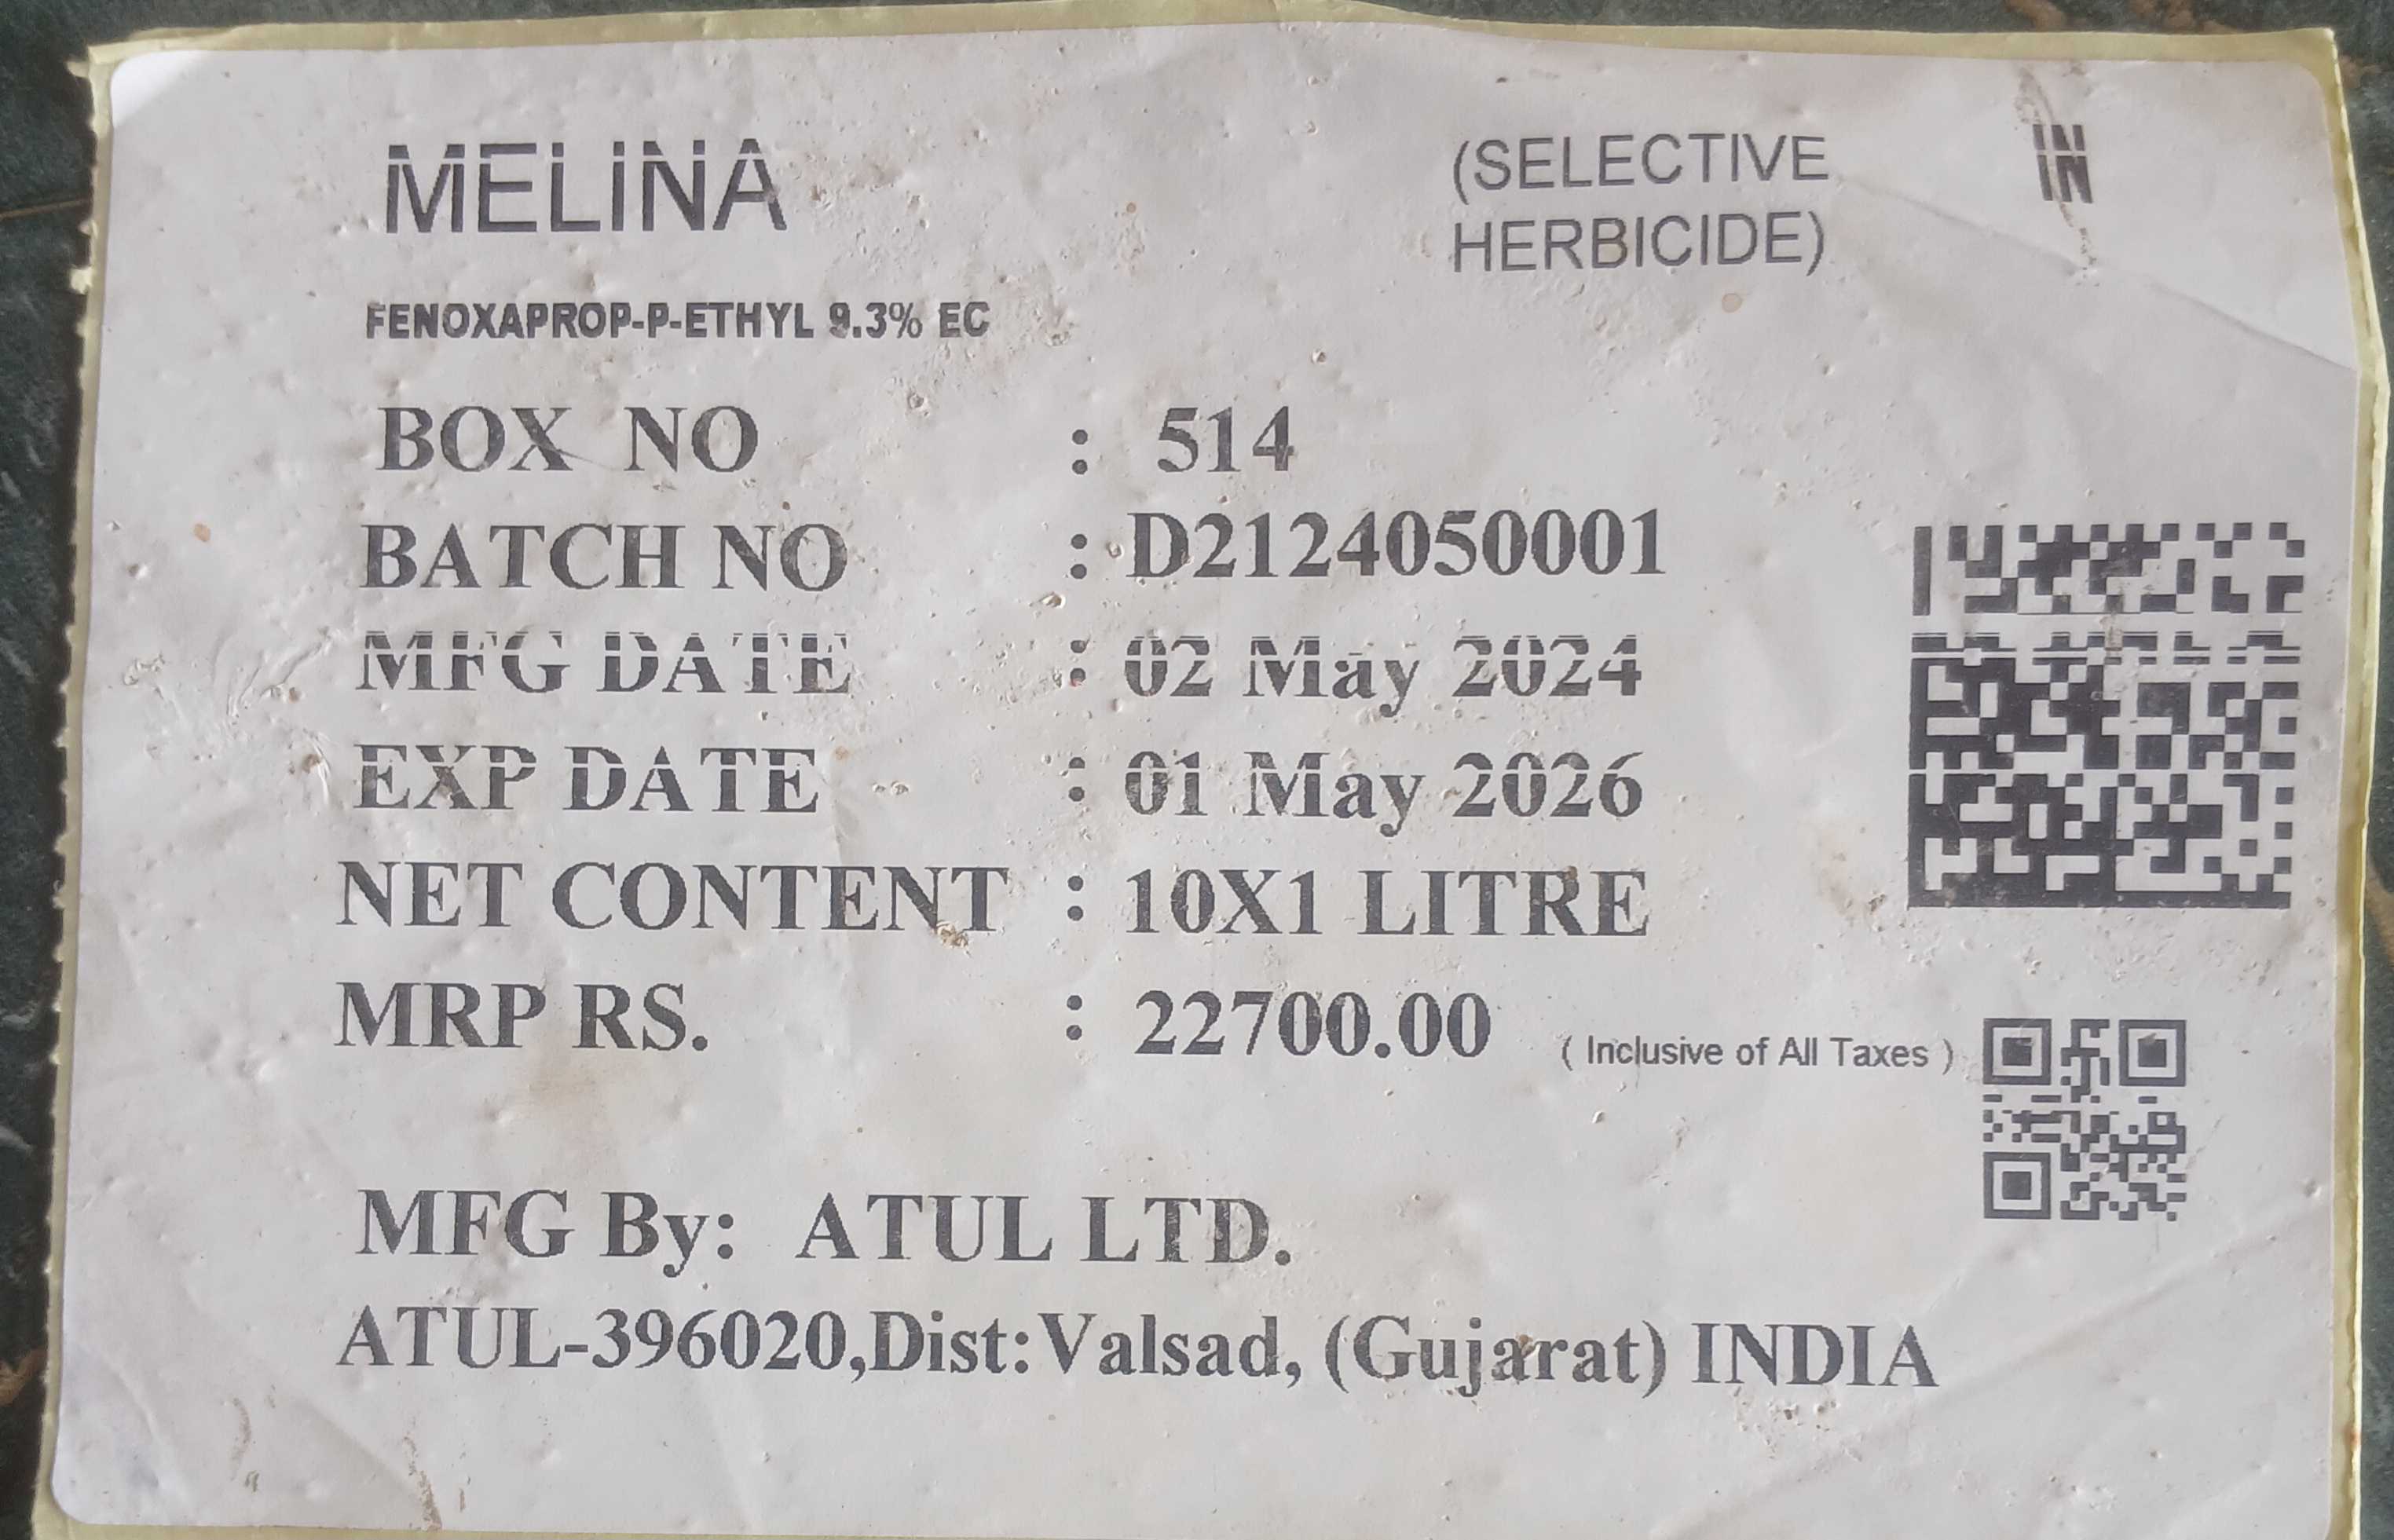 MELINA
(SELECTIVE
HERBICIDE)
IN
FENOXAPROP-P-ETHYL 9.3% EC
BOX NO : 514
BATCH NO : D2124050001
MFG DATE : 02 May 2024
EXP DATE : 01 May 2026
NET CONTENT : 10X1 LITRE
MRP RS. : 22700.00 ( Inclusive of All Taxes )
MFG By: ATUL LTD.
ATUL-396020,Dist:Valsad, (Gujarat) INDIA